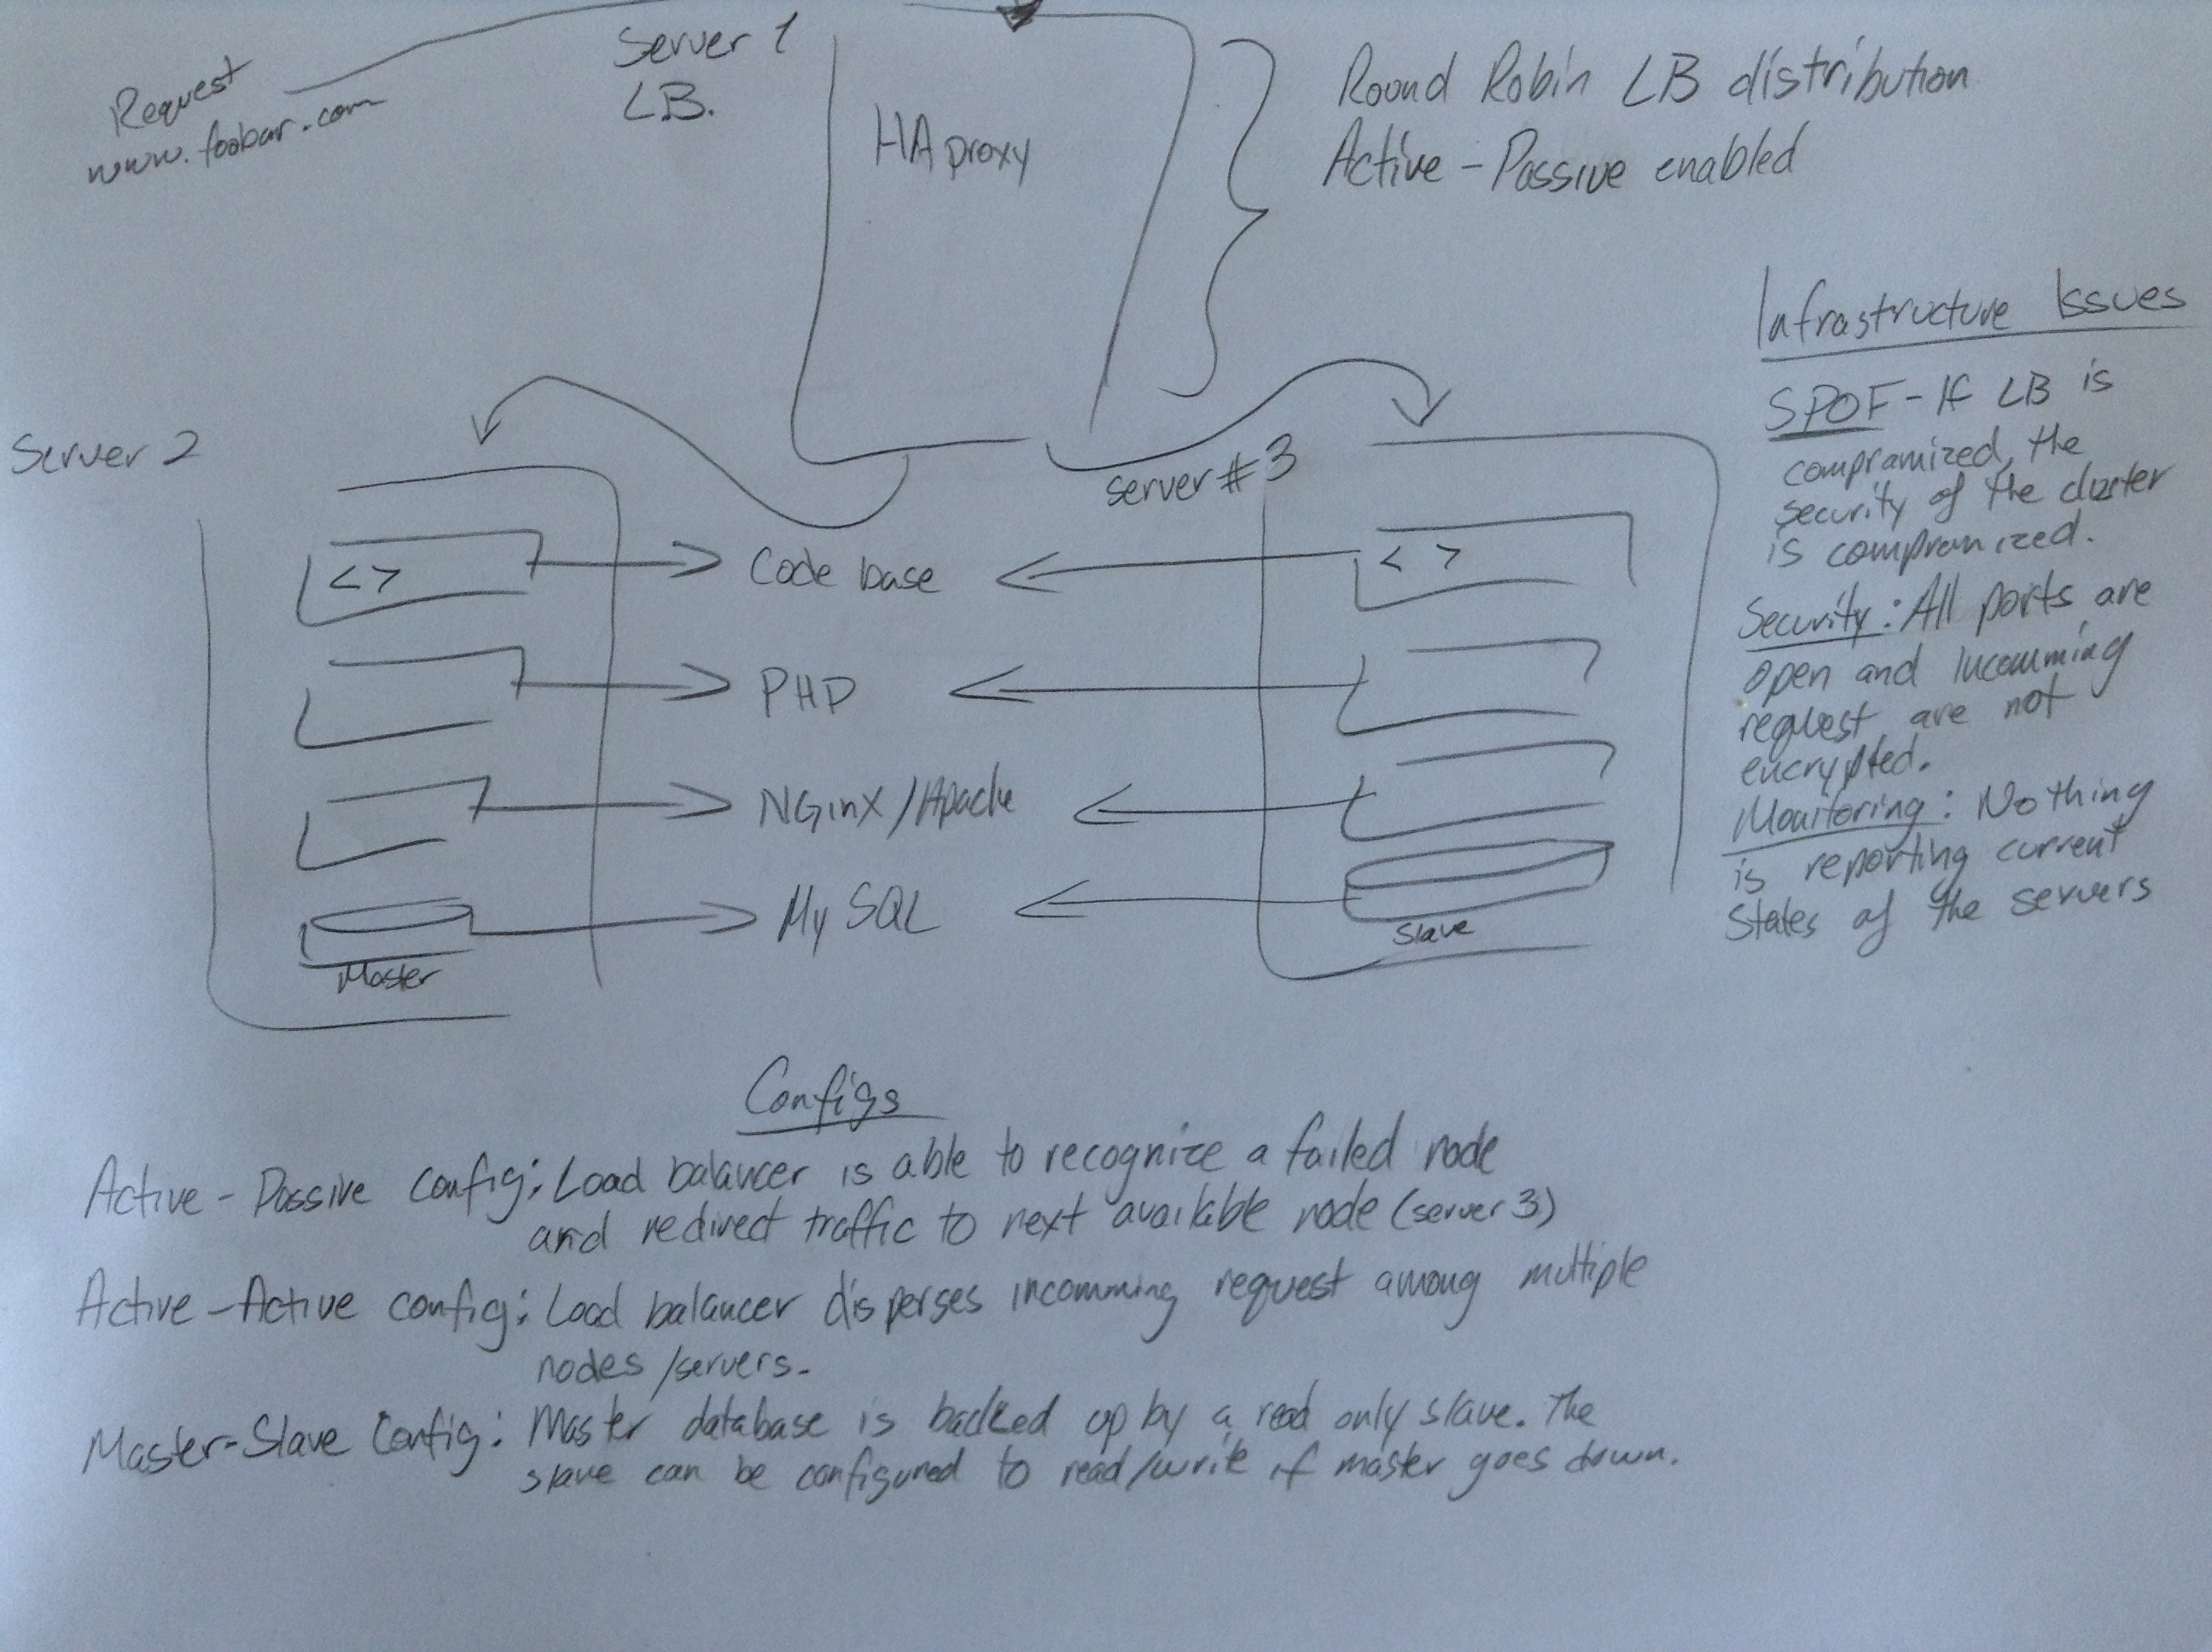 Request
www.foobar.com
Server 1
LB.
HAproxy
Round Robin LB distribution
Active-Passive enabled
Server 2
server #3
< >
Code base
< >
PHP
NGinX/Apache
Master
My SQL
Slave
Infrastructure Issues
SPOF - If LB is
compramized, the
security of the cluster
is compromized.
Security: All ports are
open and incomming
request are not
encrypted.
Monitering: No thing
is reporting current
states of the servers
Configs
Active-Passive Config: Load balancer is able to recognize a failed node
and redirect traffic to next available node (server 3)
Active-Active config: Load balancer disperses incomming request among multiple
nodes/servers.
Master-Slave Config: Master database is backed up by a read only slave. The
slave can be configured to read/write if master goes down.